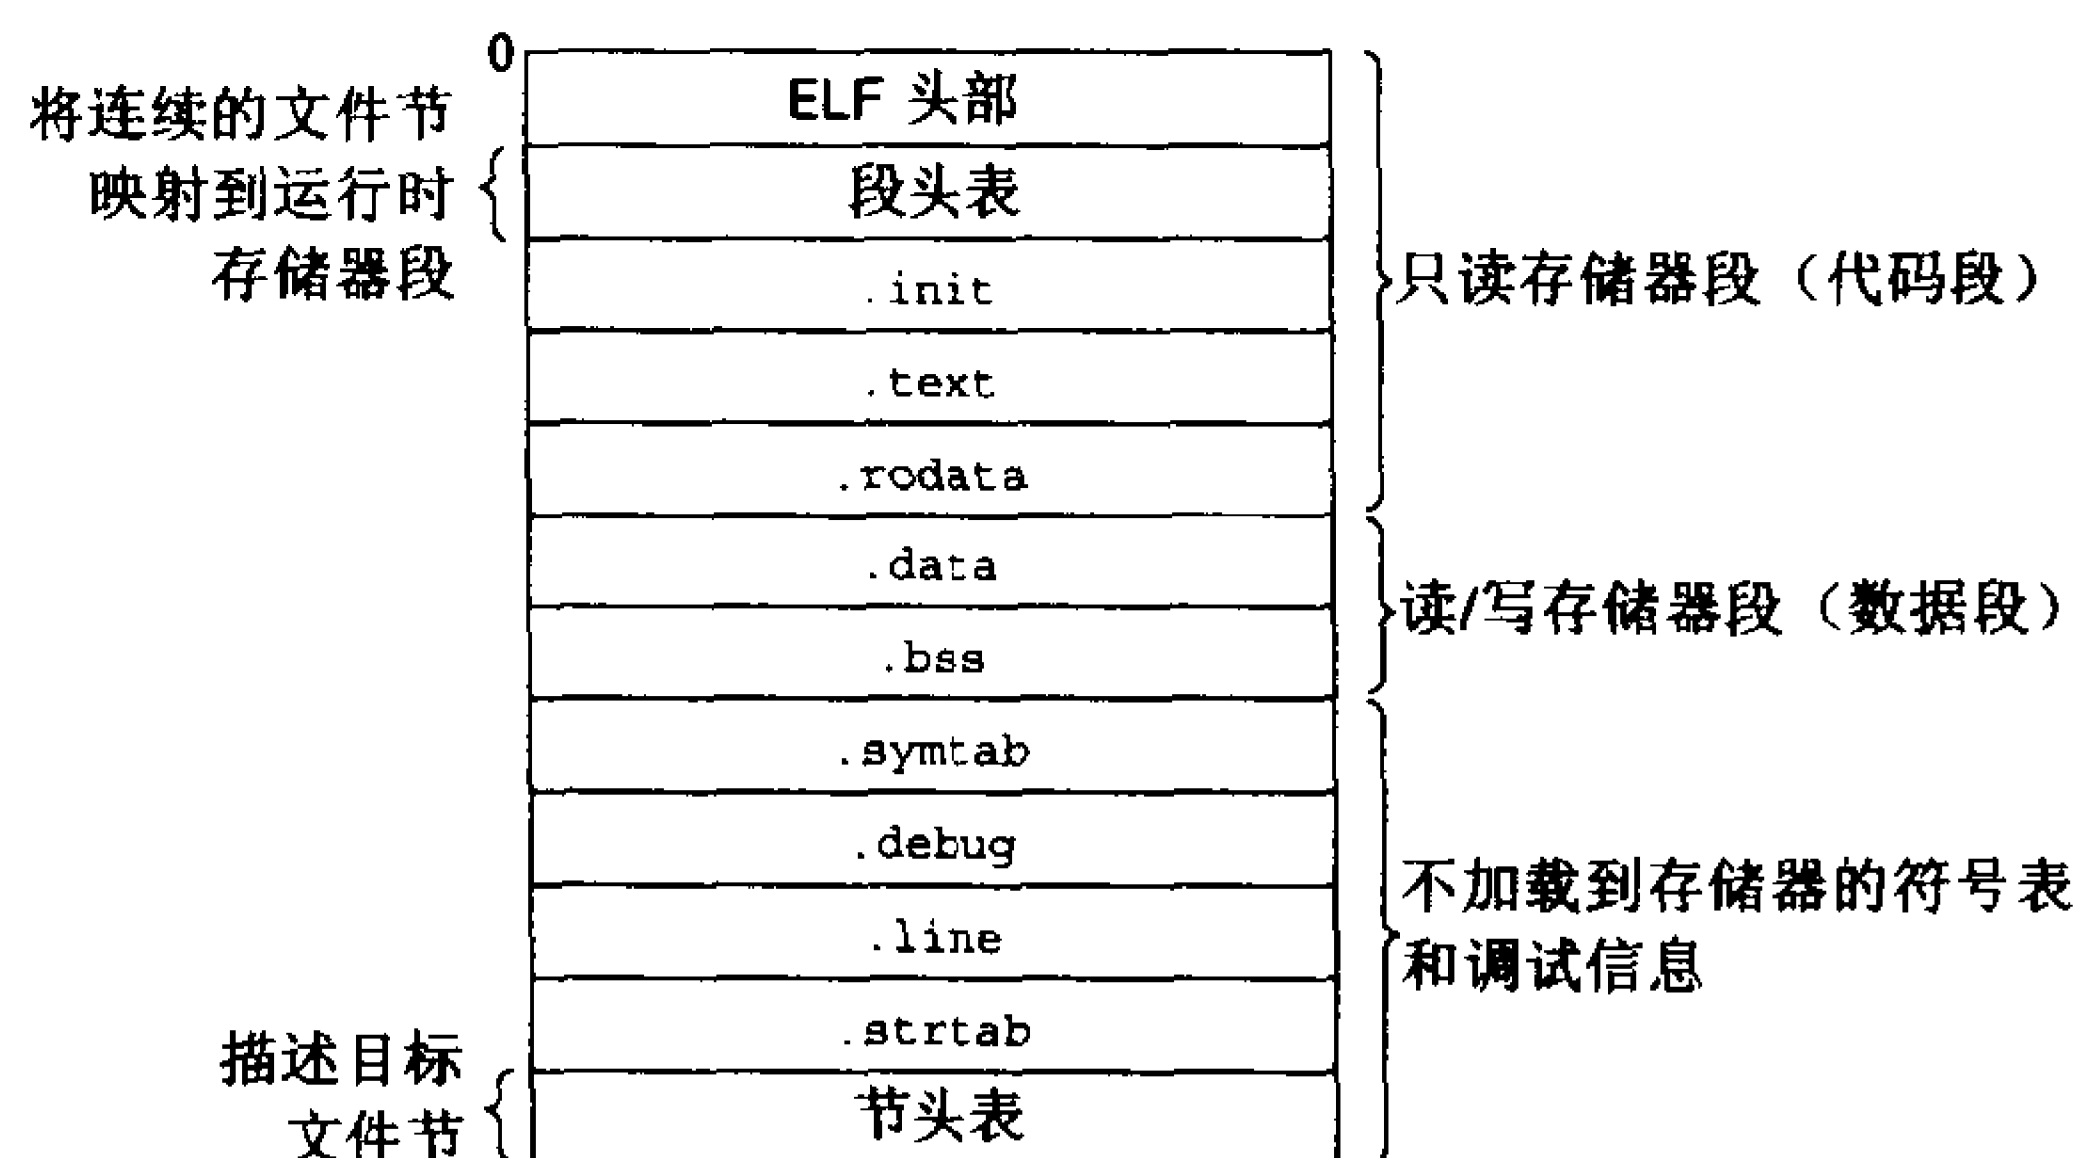 0
ELF 头部
将连续的文件节
映射到运行时
存储器段
段头表
.init
.text
.rodata
只读存储器段（代码段）
.data
.bss
读/写存储器段（数据段）
.symtab
.debug
.line
.strtab
不加载到存储器的符号表
和调试信息
描述目标
文件节
节头表